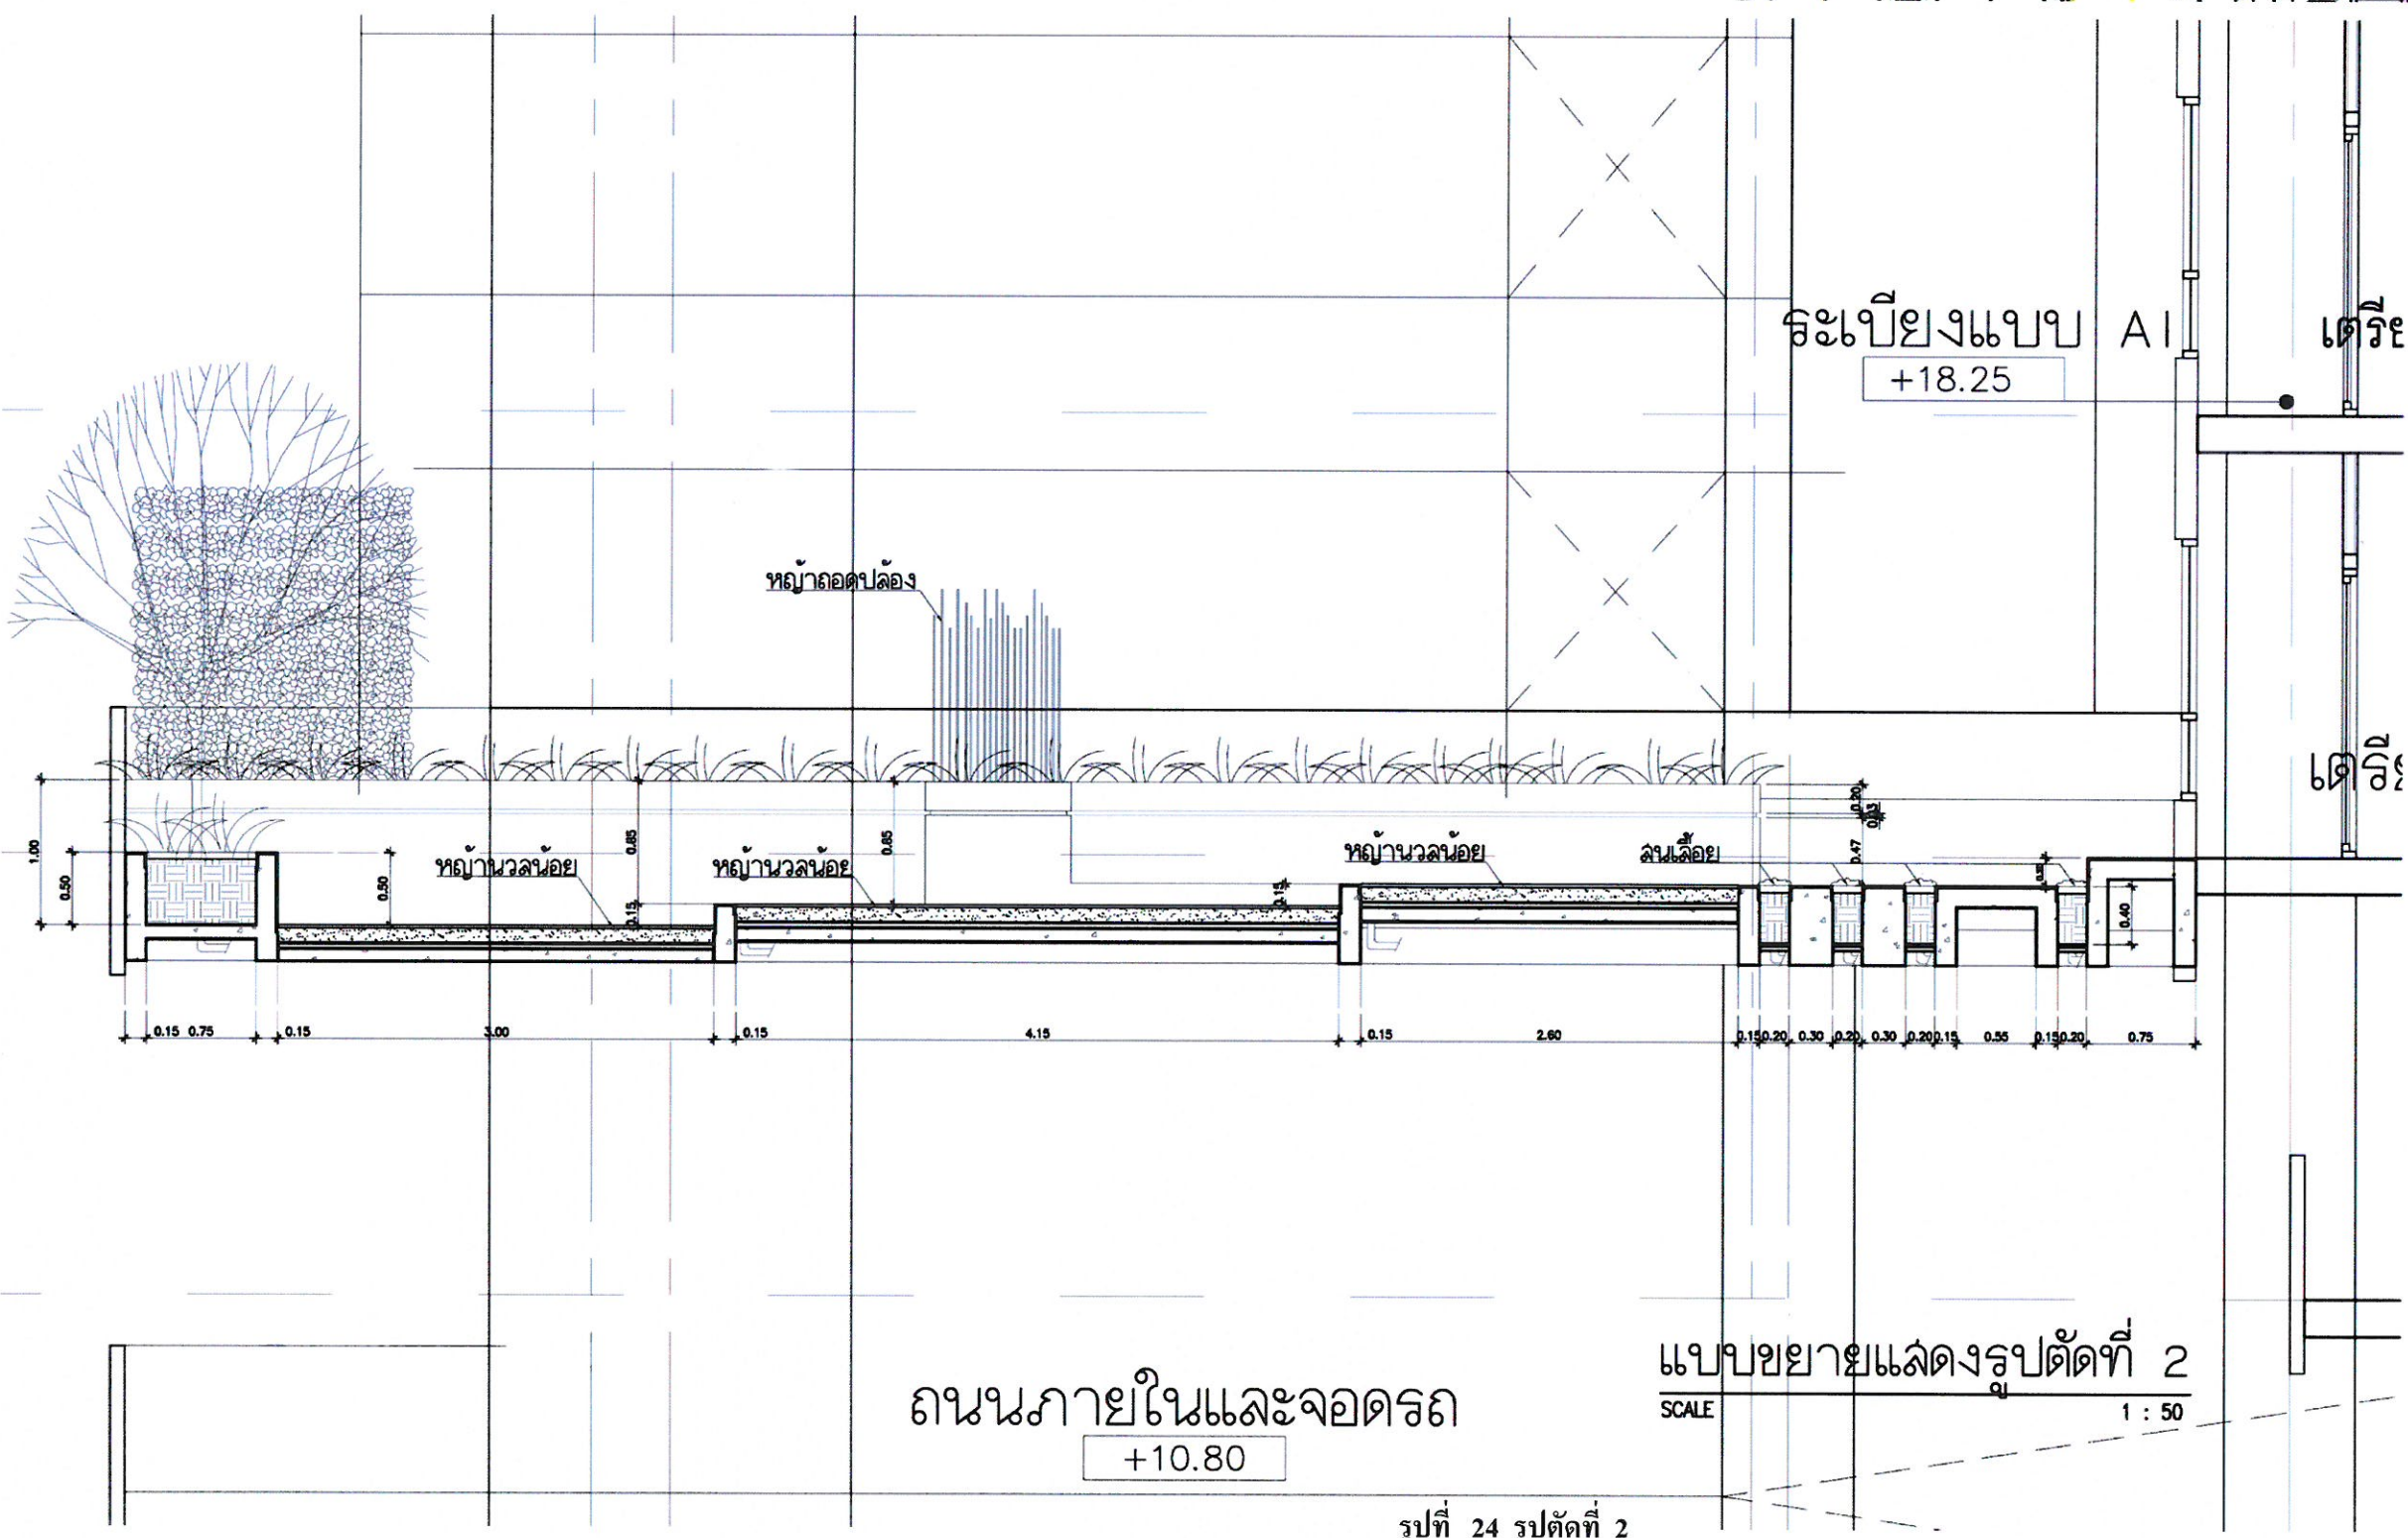 ระเบียงแบบ A1
+18.25
หญ้าถอดปล้อง
หญ้านวลน้อย
หญ้านวลน้อย
หญ้านวลน้อย
สนเลื้อย
1.00
0.50
0.50
0.85
0.15
0.85
0.15
0.20
0.03
0.47
0.40
0.15 0.75 0.15 3.00 0.15 4.15 0.15 2.60 0.15 0.20 0.30 0.20 0.30 0.20 0.15 0.55 0.15 0.20 0.75
แบบขยายแสดงรูปตัดที่ 2
SCALE 1 : 50
ถนนภายในและจอดรถ
+10.80
รูปที่ 24 รูปตัดที่ 2